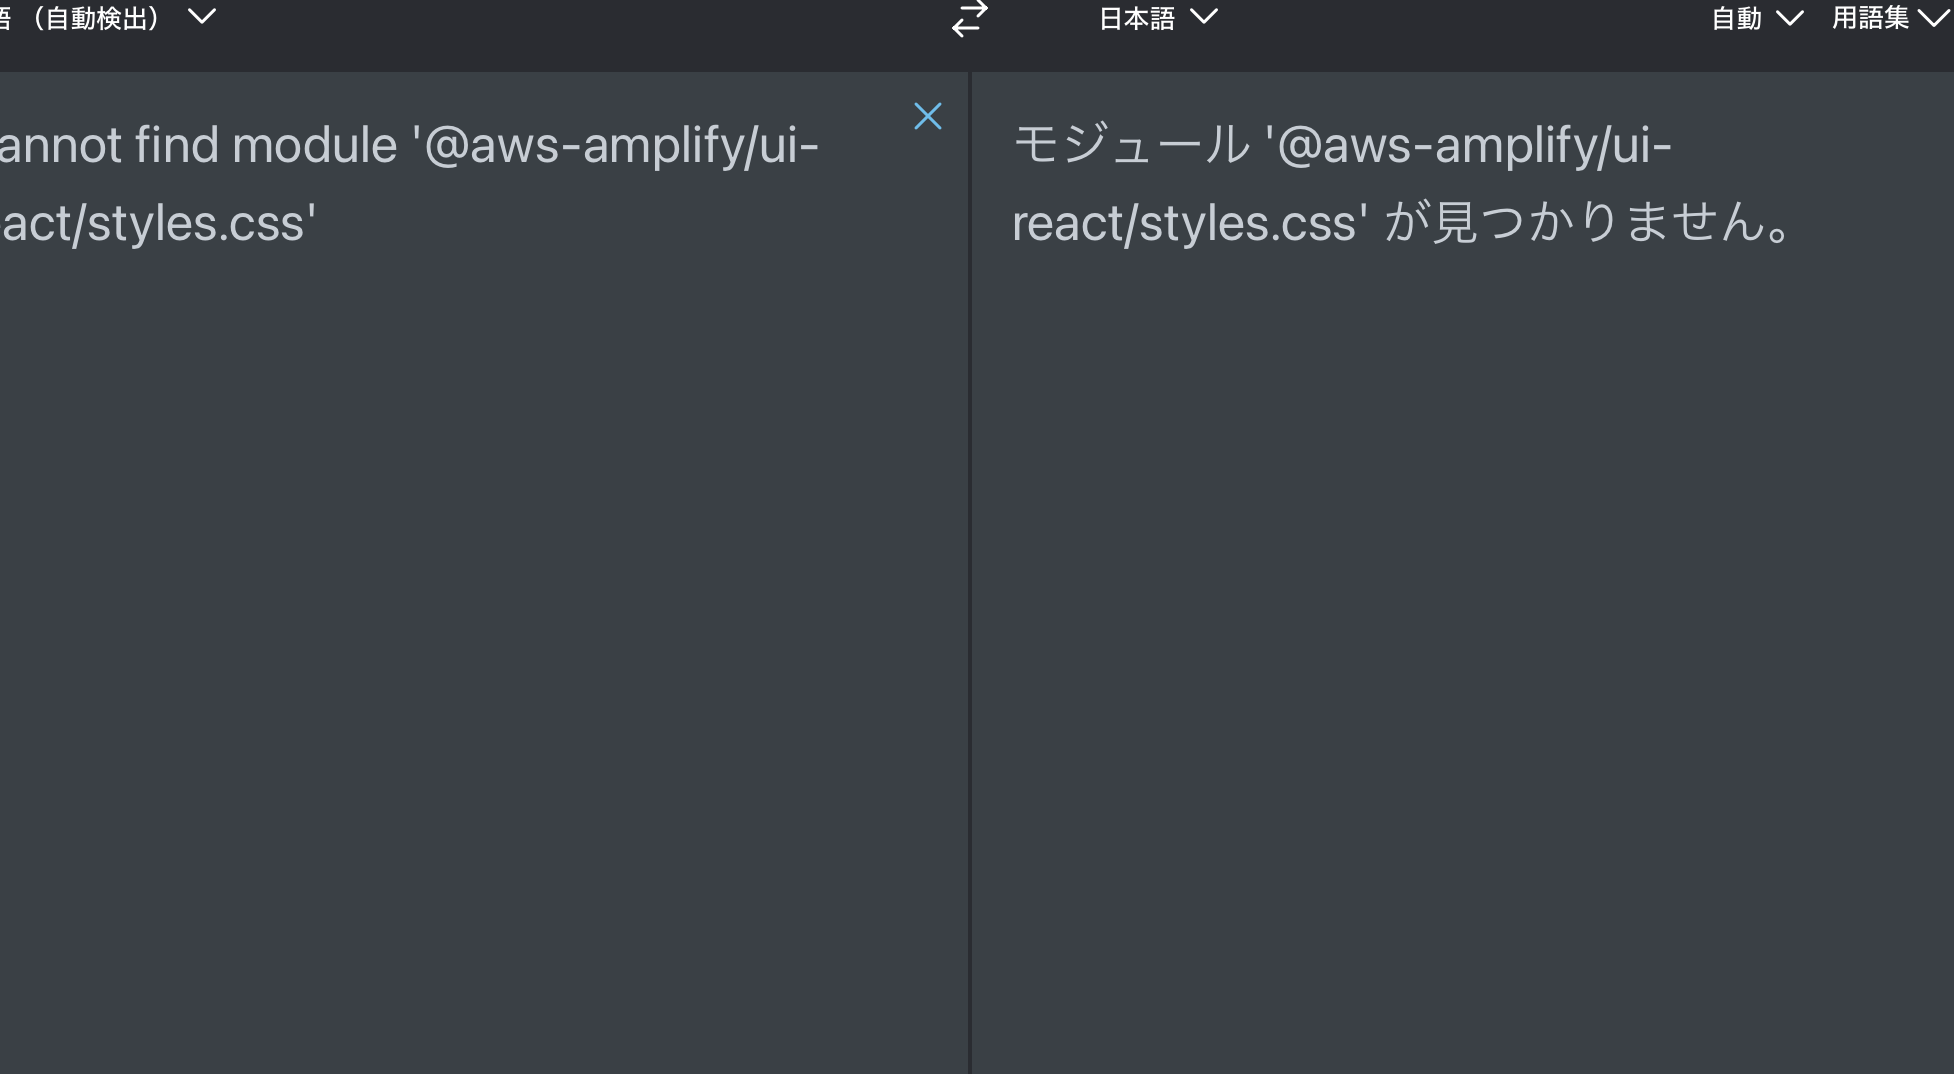 （自動検出）
日本語
自動
用語集
annot find module '@aws-amplify/ui-
act/styles.css'
モジュール '@aws-amplify/ui-
react/styles.css' が見つかりません。